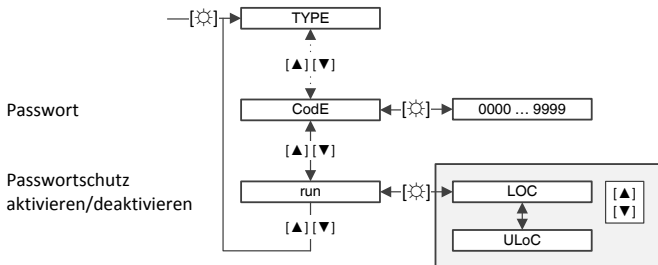 [☼] TYPE
[▲] [▼]
Passwort CodE [☼] 0000 … 9999
[▲] [▼]
Passwortschutz
aktivieren/deaktivieren run [☼] LOC [▲]
[▼]
[▲] [▼] ULoC